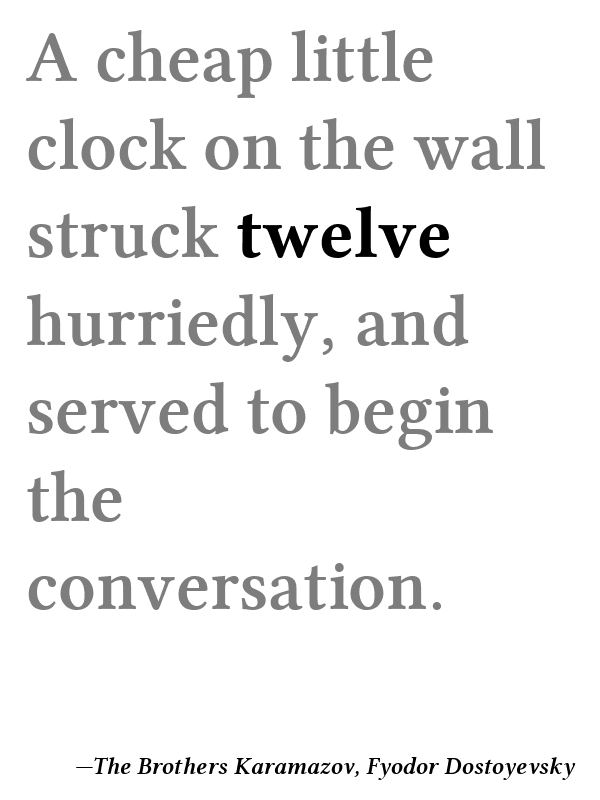 A cheap little
clock on the wall
struck twelve
hurriedly, and
served to begin
the
conversation.
—The Brothers Karamazov, Fyodor Dostoyevsky